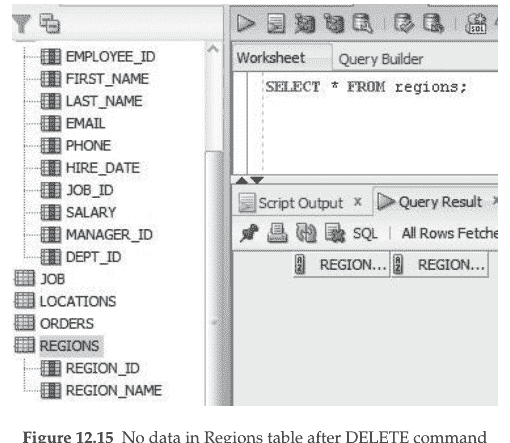 EMPLOYEE_ID
FIRST_NAME
LAST_NAME
EMAIL
PHONE
HIRE_DATE
JOB_ID
SALARY
MANAGER_ID
DEPT_ID
JOB
LOCATIONS
ORDERS
REGIONS
REGION_ID
REGION_NAME
SQL
Worksheet Query Builder
SELECT * FROM regions;
Script Output x Query Result x
SQL | All Rows Fetche
REGION... REGION...
Figure 12.15 No data in Regions table after DELETE command